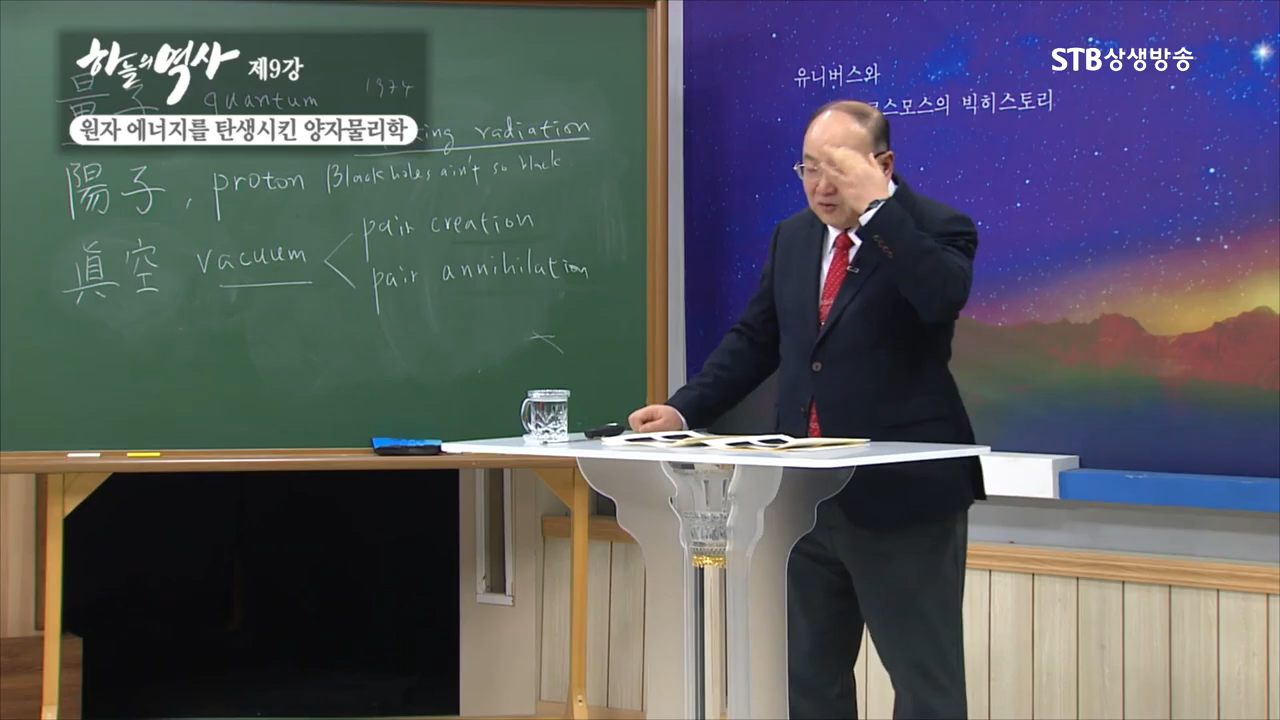 하늘의 역사 제9강
원자 에너지를 탄생시킨 양자물리학
STB상생방송
유니버스와
코스모스의 빅히스토리
量子 quantum 1974
radiation
陽子, proton Black holes ain't so black
眞空 vacuum
pair creation
pair annihilation